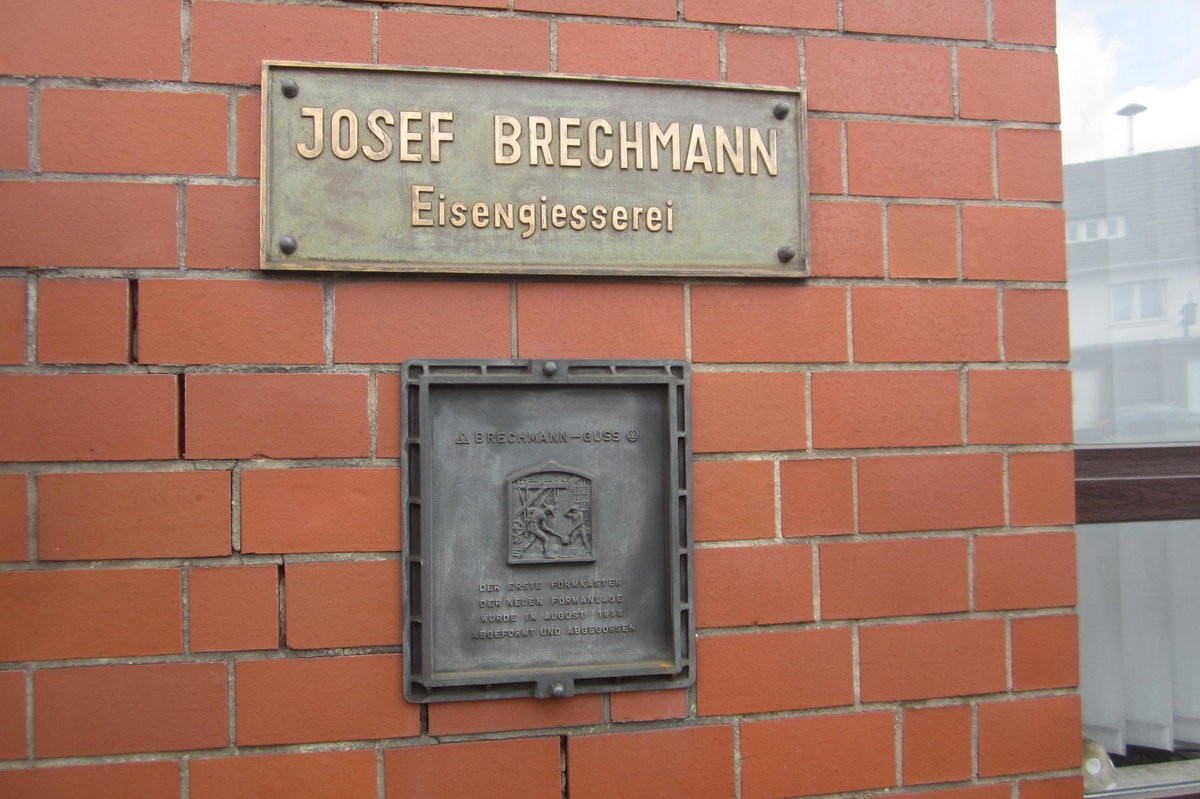 JOSEF BRECHMANN
Eisengiesserei
BRECHMANN-GUSS
DER ERSTE FORMKASTEN
DER NEUEN FORMANLAGE
WURDE IM AUGUST
ABGEFORMT UND ABGEGOSSEN